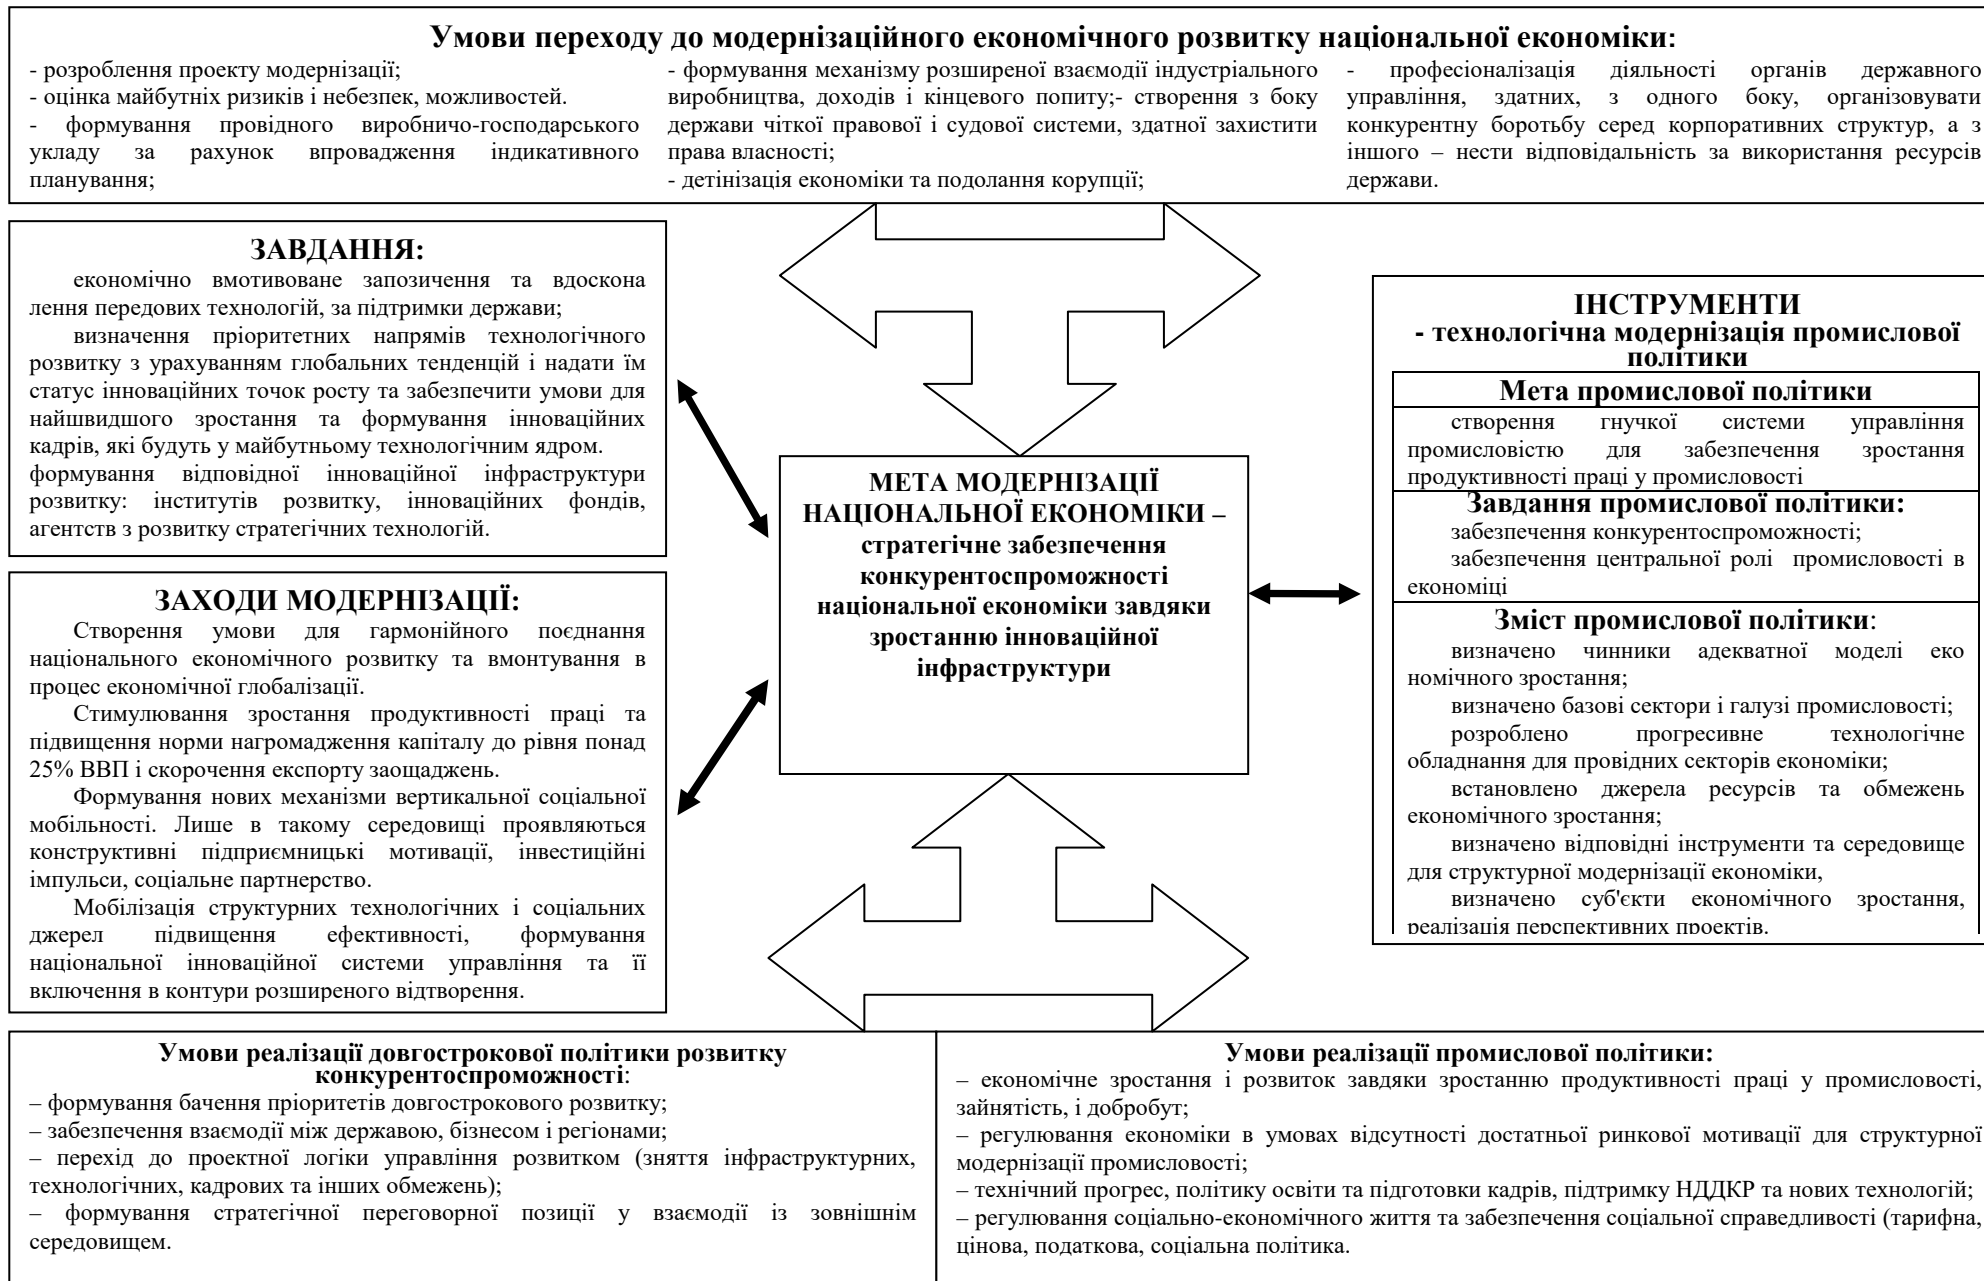 Умови переходу до модернізаційного економічного розвитку національної економіки:
- розроблення проекту модернізації;
- оцінка майбутніх ризиків і небезпек, можливостей.
- формування провідного виробничо-господарського
укладу за рахунок впровадження індикативного
планування;
- формування механізму розширеної взаємодії індустріального
виробництва, доходів і кінцевого попиту;- створення з боку
держави чіткої правової і судової системи, здатної захистити
права власності;
- детінізація економіки та подолання корупції;
- професіоналізація діяльності органів державного
управління, здатних, з одного боку, організовувати
конкурентну боротьбу серед корпоративних структур, а з
іншого – нести відповідальність за використання ресурсів
держави.
ЗАВДАННЯ:
економічно вмотивоване запозичення та вдоскона
лення передових технологій, за підтримки держави;
визначення пріоритетних напрямів технологічного
розвитку з урахуванням глобальних тенденцій і надати їм
статус інноваційних точок росту та забезпечити умови для
найшвидшого зростання та формування інноваційних
кадрів, які будуть у майбутньому технологічним ядром.
формування відповідної інноваційної інфраструктури
розвитку: інститутів розвитку, інноваційних фондів,
агентств з розвитку стратегічних технологій.
ЗАХОДИ МОДЕРНІЗАЦІЇ:
Створення умови для гармонійного поєднання
національного економічного розвитку та вмонтування в
процес економічної глобалізації.
Стимулювання зростання продуктивності праці та
підвищення норми нагромадження капіталу до рівня понад
25% ВВП і скорочення експорту заощаджень.
Формування нових механізми вертикальної соціальної
мобільності. Лише в такому середовищі проявляються
конструктивні підприємницькі мотивації, інвестиційні
імпульси, соціальне партнерство.
Мобілізація структурних технологічних і соціальних
джерел підвищення ефективності, формування
національної інноваційної системи управління та її
включення в контури розширеного відтворення.
МЕТА МОДЕРНІЗАЦІЇ
НАЦІОНАЛЬНОЇ ЕКОНОМІКИ –
стратегічне забезпечення
конкурентоспроможності
національної економіки завдяки
зростанню інноваційної
інфраструктури
ІНСТРУМЕНТИ
- технологічна модернізація промислової
політики
Мета промислової політики
створення гнучкої системи управління
промисловістю для забезпечення зростання
продуктивності праці у промисловості
Завдання промислової політики:
забезпечення конкурентоспроможності;
забезпечення центральної ролі промисловості в
економіці
Зміст промислової політики:
визначено чинники адекватної моделі еко
номічного зростання;
визначено базові сектори і галузі промисловості;
розроблено прогресивне технологічне
обладнання для провідних секторів економіки;
встановлено джерела ресурсів та обмежень
економічного зростання;
визначено відповідні інструменти та середовище
для структурної модернізації економіки,
визначено суб'єкти економічного зростання,
реалізація перспективних проектів.
Умови реалізації довгострокової політики розвитку
конкурентоспроможності:
– формування бачення пріоритетів довгострокового розвитку;
– забезпечення взаємодії між державою, бізнесом і регіонами;
– перехід до проектної логіки управління розвитком (зняття інфраструктурних,
технологічних, кадрових та інших обмежень);
– формування стратегічної переговорної позиції у взаємодії із зовнішнім
середовищем.
Умови реалізації промислової політики:
– економічне зростання і розвиток завдяки зростанню продуктивності праці у промисловості,
зайнятість, і добробут;
– регулювання економіки в умовах відсутності достатньої ринкової мотивації для структурної
модернізації промисловості;
– технічний прогрес, політику освіти та підготовки кадрів, підтримку НДДКР та нових технологій;
– регулювання соціально-економічного життя та забезпечення соціальної справедливості (тарифна,
цінова, податкова, соціальна політика.